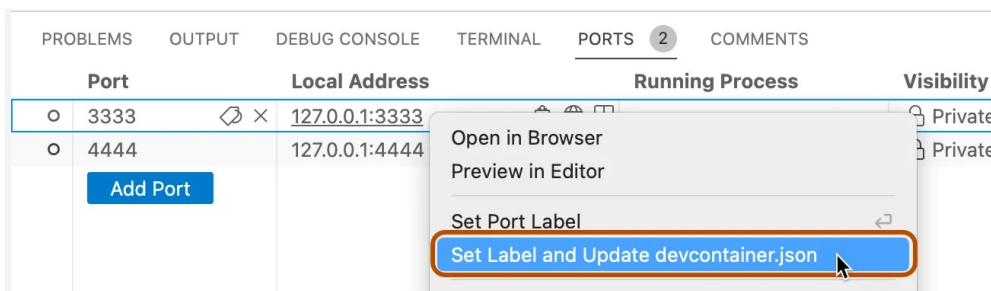 PROBLEMS OUTPUT DEBUG CONSOLE TERMINAL PORTS 2 COMMENTS
Port Local Address Running Process Visibility
3333 127.0.0.1:3333 Private
4444 127.0.0.1:4444 Private
Add Port
Open in Browser
Preview in Editor
Set Port Label
Set Label and Update devcontainer.json